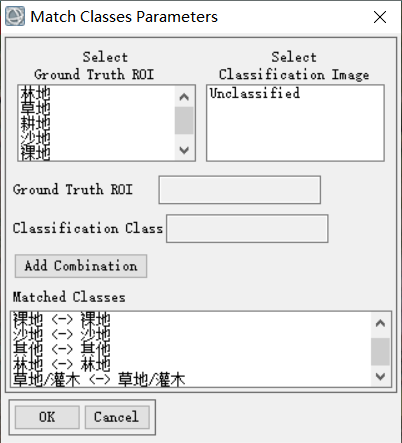 Match Classes Parameters
Select
Ground Truth ROI
Select
Classification Image
林地
草地
耕地
沙地
裸地
Unclassified
Ground Truth ROI
Classification Class
Add Combination
Matched Classes
裸地 <-> 裸地
沙地 <-> 沙地
其他 <-> 其他
林地 <-> 林地
草地/灌木 <-> 草地/灌木
OK
Cancel